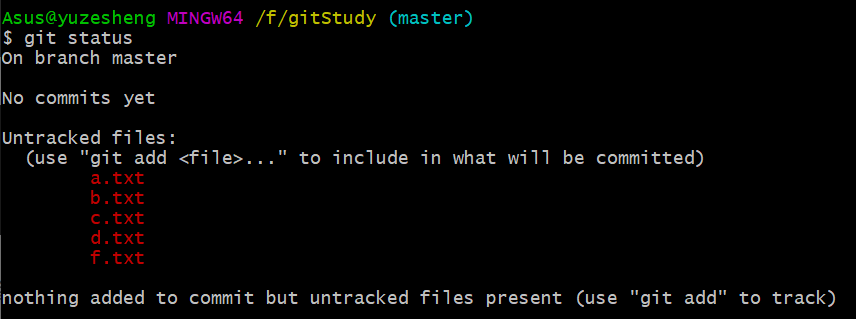 Asus@yuzesheng MINGW64 /f/gitStudy (master)
$ git status
On branch master
No commits yet
Untracked files:
(use "git add <file>..." to include in what will be committed)
a.txt
b.txt
c.txt
d.txt
f.txt
nothing added to commit but untracked files present (use "git add" to track)